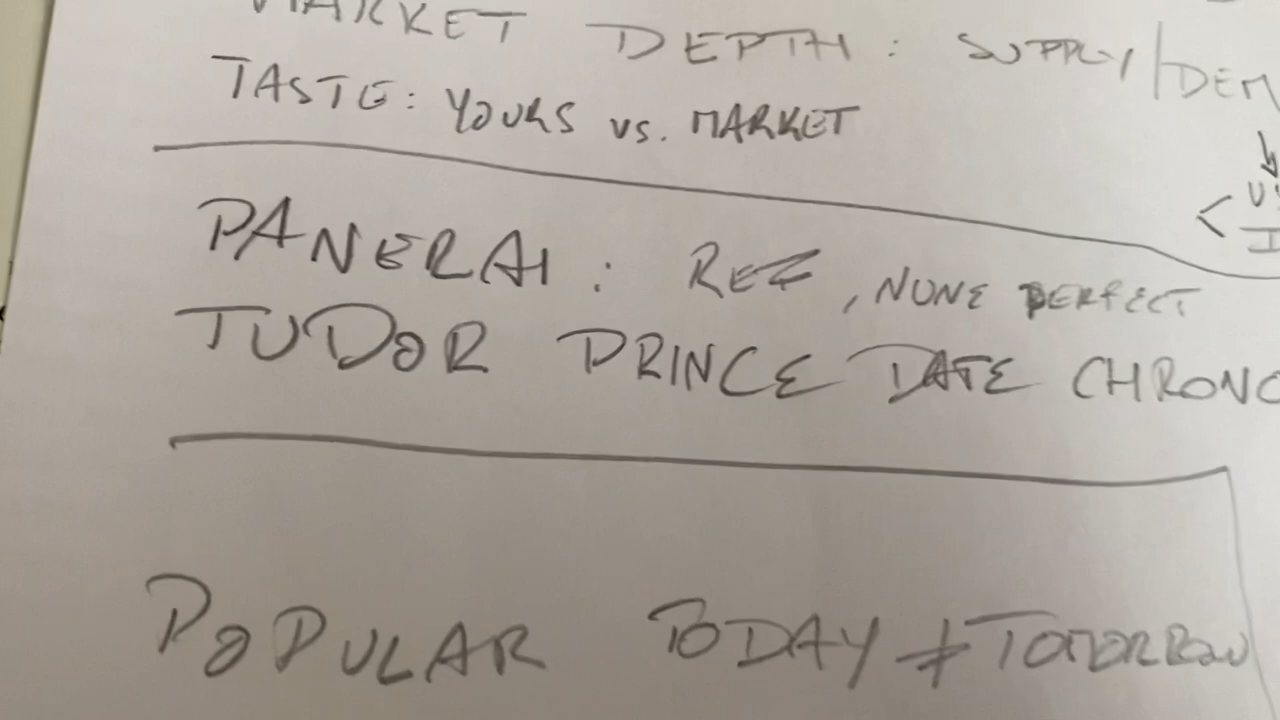 MARKET DEPTH: SUPPLY/DEM
TASTE: YOURS VS. MARKET
PANERAI: REF, NONE PERFECT
TUDOR PRINCE DATE CHRONO
POPULAR TODAY ≠ TOMORROW